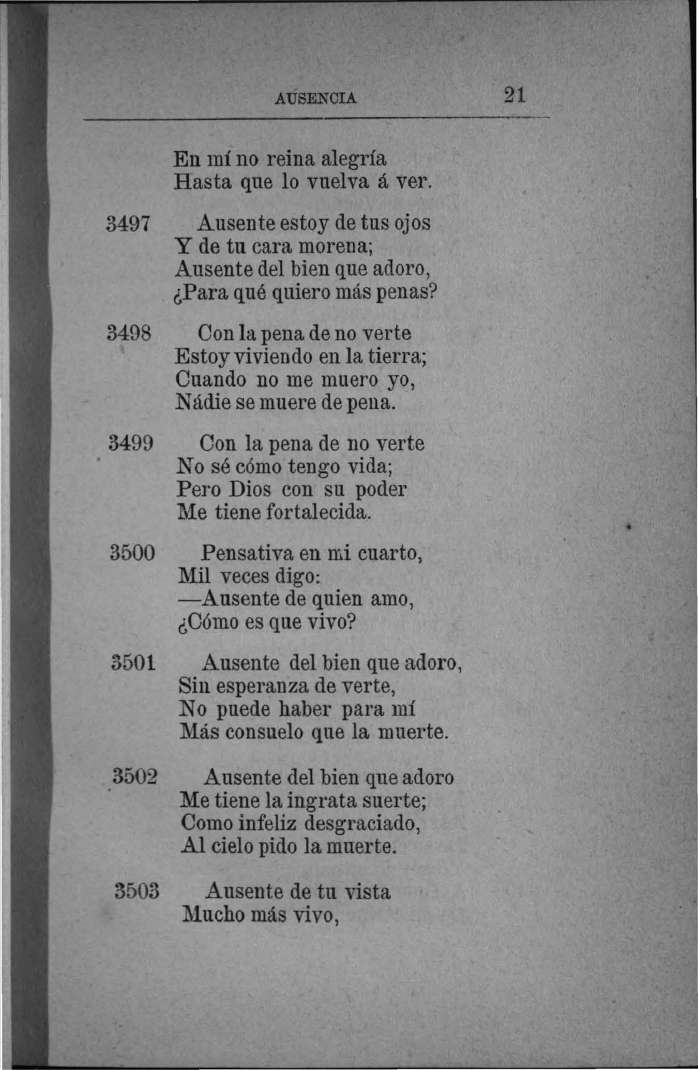 AUSENCIA 21
En mí no reina alegría
Hasta que lo vuelva á ver.
3497 Ausente estoy de tus ojos
Y de tu cara morena;
Ausente del bien que adoro,
¿Para qué quiero más penas?
3498 Con la pena de no verte
Estoy viviendo en la tierra;
Cuando no me muero yo,
Nádie se muere de pena.
3499 Con la pena de no verte
No sé cómo tengo vida;
Pero Dios con su poder
Me tiene fortalecida.
3500 Pensativa en mi cuarto,
Mil veces digo:
—Ausente de quien amo,
¿Cómo es que vivo?
3501 Ausente del bien que adoro,
Sin esperanza de verte,
No puede haber para mí
Más consuelo que la muerte.
3502 Ausente del bien que adoro
Me tiene la ingrata suerte;
Como infeliz desgraciado,
Al cielo pido la muerte.
3503 Ausente de tu vista
Mucho más vivo,